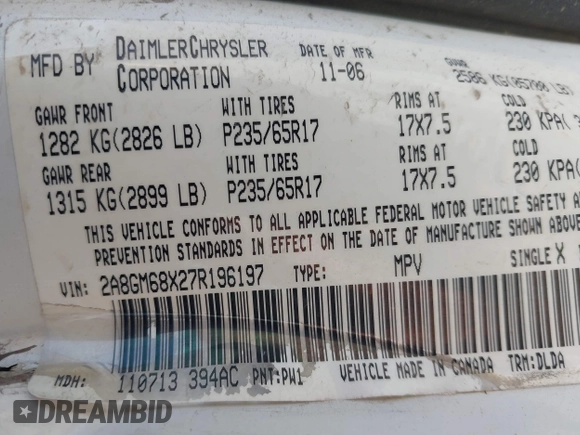 MFD BY DAIMLERCHRYSLER CORPORATION
DATE OF MFR 11-06
GVWR
GAWR FRONT WITH TIRES RIMS AT COLD
1282 KG(2826 LB) P235/65R17 17X7.5 230 KPA(
GAWR REAR WITH TIRES RIMS AT COLD
1315 KG(2899 LB) P235/65R17 17X7.5 230 KPA(
THIS VEHICLE CONFORMS TO ALL APPLICABLE FEDERAL MOTOR VEHICLE SAFETY
PREVENTION STANDARDS IN EFFECT ON THE DATE OF MANUFACTURE SHOWN ABOVE
VIN: 2A8GM68X27R196197 TYPE: MPV SINGLE X
MDH: 110713 394AC PNT:PW1 VEHICLE MADE IN CANADA TRM:DLDA
DREAMBID